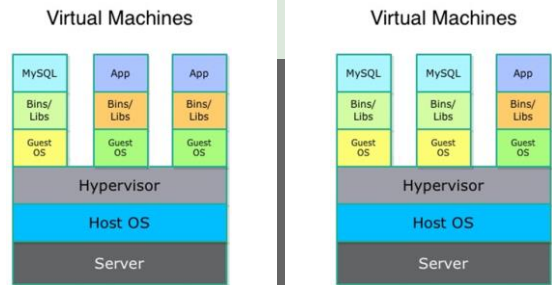 Virtual Machines
MySQL App App
Bins/ Bins/ Bins/
Libs Libs Libs
Guest Guest Guest
OS OS OS
Hypervisor
Host OS
Server
Virtual Machines
MySQL MySQL App
Bins/ Bins/ Bins/
Libs Libs Libs
Guest Guest Guest
OS OS OS
Hypervisor
Host OS
Server